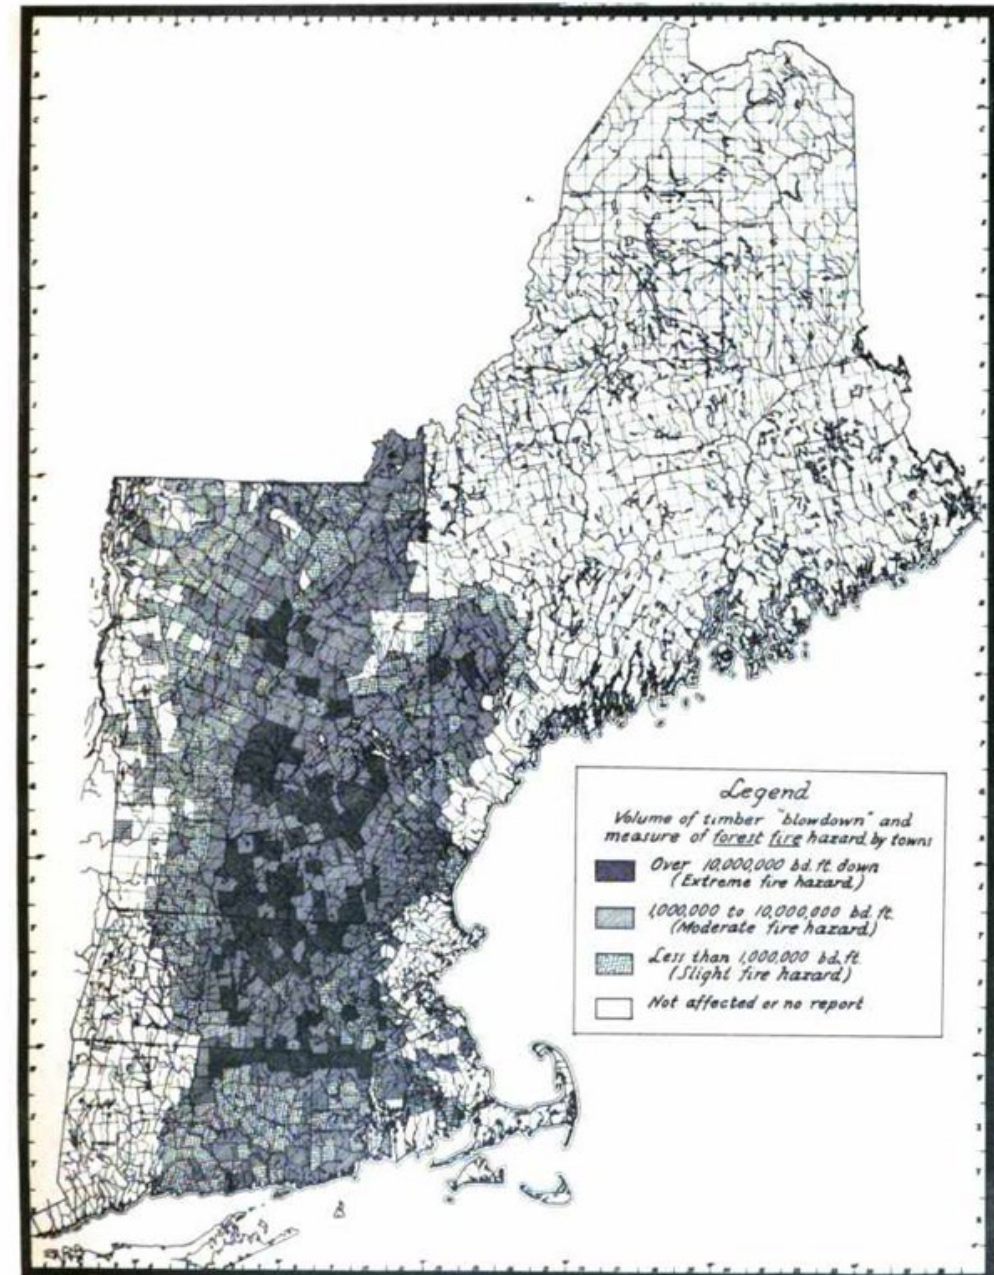 Legend
Volume of timber "blowdown" and
measure of forest fire hazard by towns
Over 10,000,000 bd. ft. down
(Extreme fire hazard)
1,000,000 to 10,000,000 bd. ft.
(Moderate fire hazard)
Less than 1,000,000 bd. ft.
(Slight fire hazard)
Not affected or no report